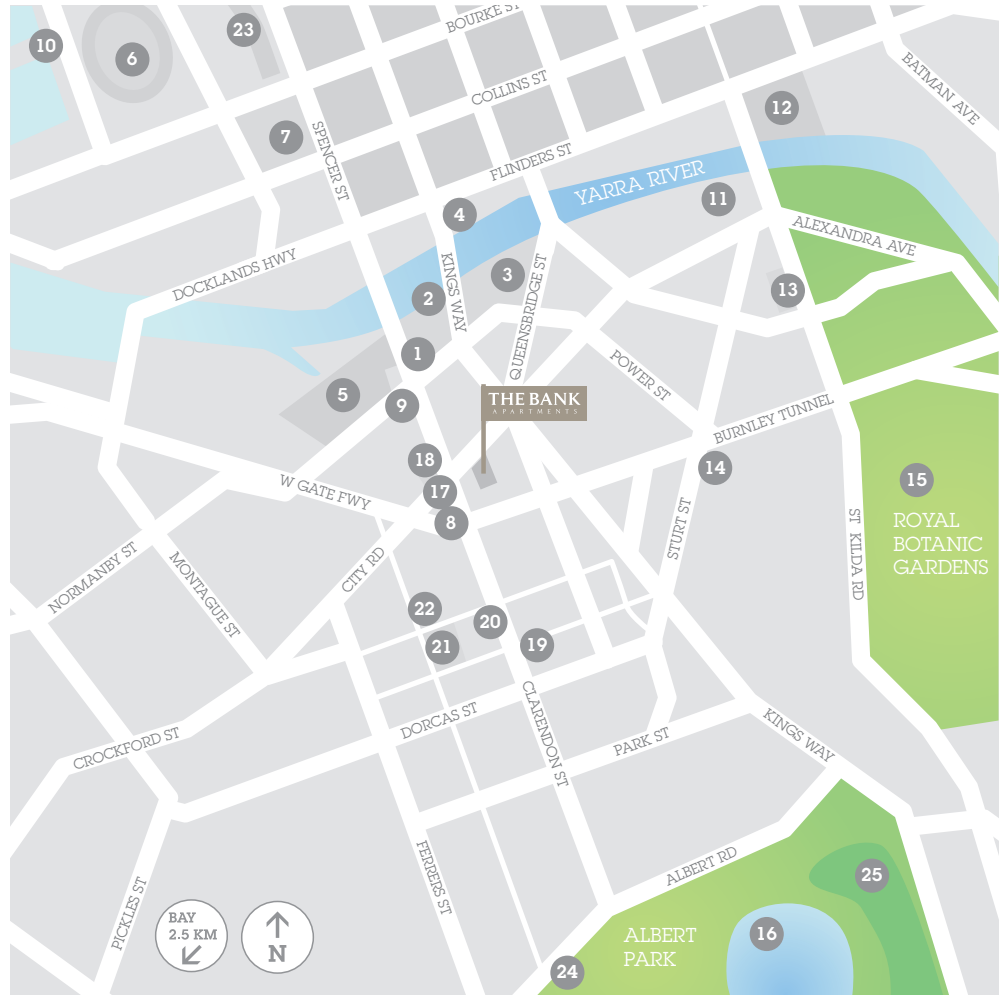 BOURKE ST
23
10
6
BATMAN AVE
COLLINS ST
12
7
SPENCER ST
FLINDERS ST
YARRA RIVER
11
4
ALEXANDRA AVE
DOCKLANDS HWY
KINGS WAY
3
QUEENSBRIDGE ST
13
2
1
POWER ST
5
9
THE BANK
APARTMENTS
BURNLEY TUNNEL
18
14
W GATE FWY
17
15
8
STURT ST
ST KILDA RD
ROYAL
BOTANIC
GARDENS
NORMANBY ST
MONTAGUE ST
CITY RD
22
20
21
19
DORCAS ST
CLARENDON ST
CROCKFORD ST
PARK ST
KINGS WAY
FERRERS ST
ALBERT RD
25
PICKLES ST
BAY
2.5 KM
N
ALBERT
PARK
16
24